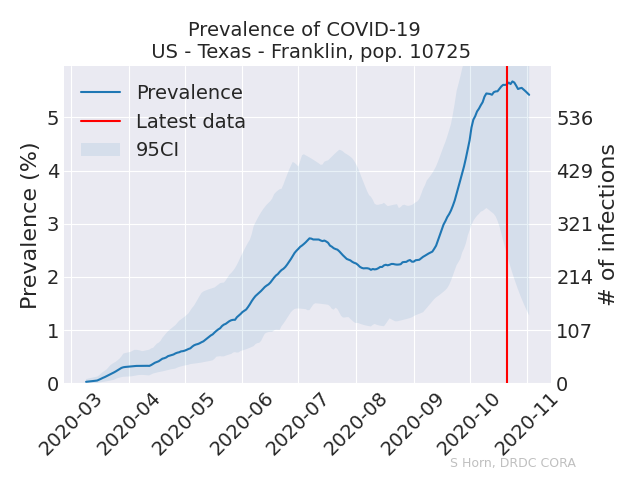 Prevalence of COVID-19
US - Texas - Franklin, pop. 10725
Prevalence
Latest data
95CI
Prevalence (%)
5
4
3
2
1
0
536
429
321
214
107
0
# of infections
2020-03
2020-04
2020-05
2020-06
2020-07
2020-08
2020-09
2020-10
2020-11
S Horn, DRDC CORA